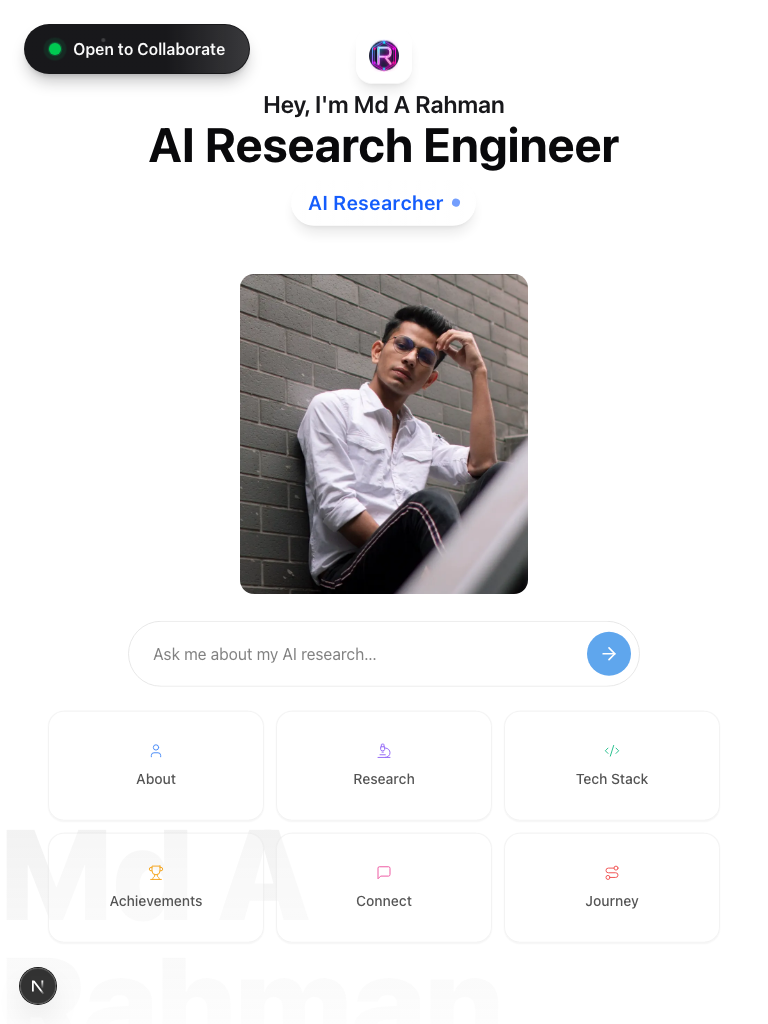 Open to Collaborate
R
Hey, I'm Md A Rahman
AI Research Engineer
AI Researcher
Ask me about my AI research...
About
Research
Tech Stack
Md A
Achievements
Connect
Journey
Rahman
N